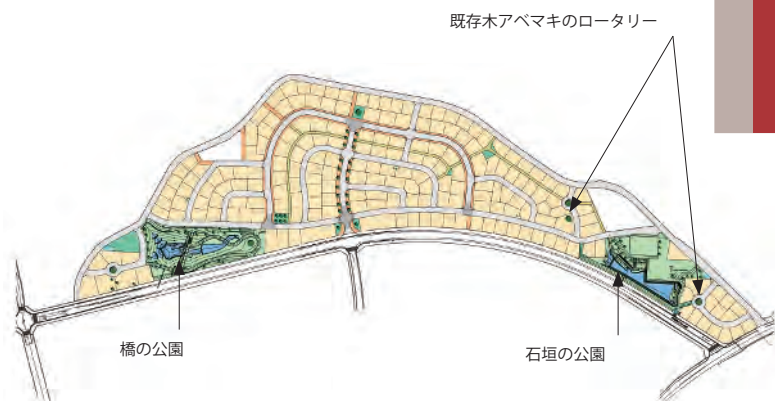 既存木アベマキのロータリー
橋の公園
石垣の公園